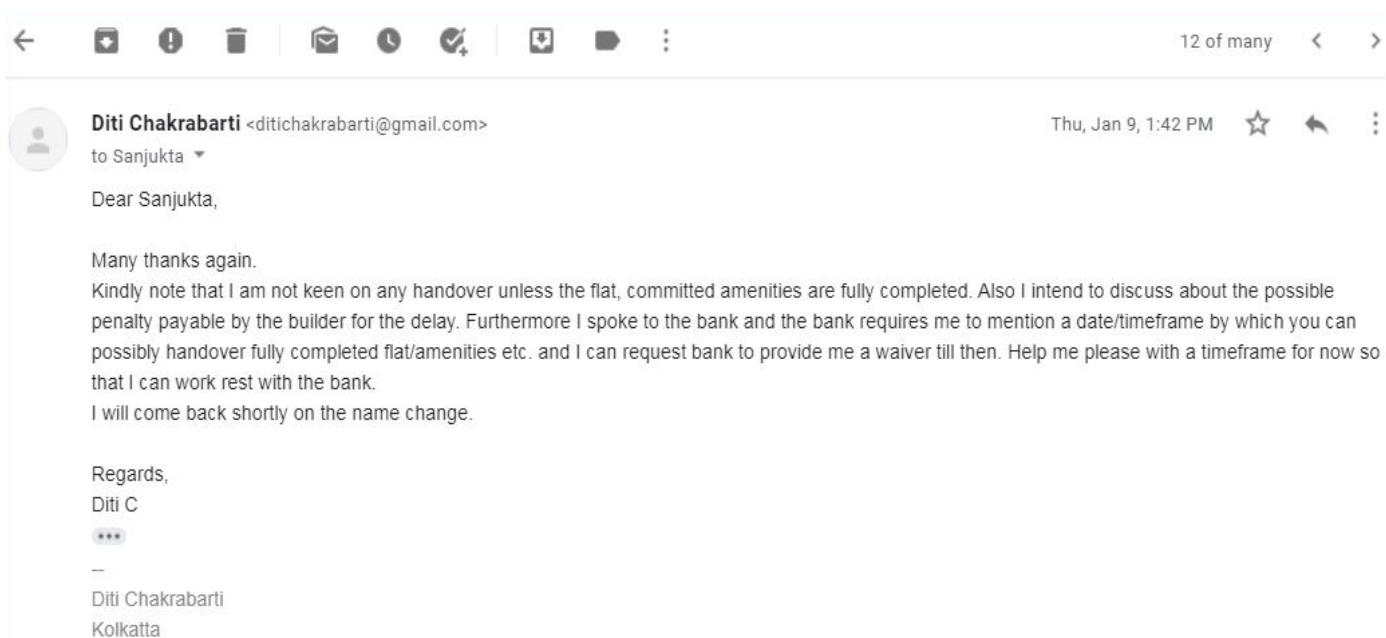 12 of many
Diti Chakrabarti <ditichakrabarti@gmail.com>
Thu, Jan 9, 1:42 PM
to Sanjukta
Dear Sanjukta,
Many thanks again.
Kindly note that I am not keen on any handover unless the flat, committed amenities are fully completed. Also I intend to discuss about the possible
penalty payable by the builder for the delay. Furthermore I spoke to the bank and the bank requires me to mention a date/timeframe by which you can
possibly handover fully completed flat/amenities etc. and I can request bank to provide me a waiver till then. Help me please with a timeframe for now so
that I can work rest with the bank.
I will come back shortly on the name change.
Regards,
Diti C
--
Diti Chakrabarti
Kolkatta